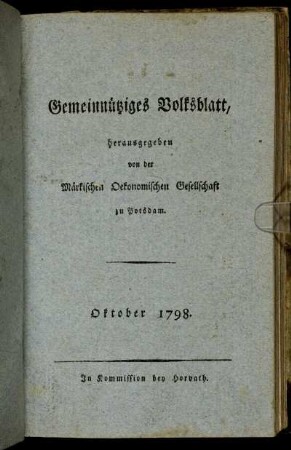 Gemeinnütziges Volksblatt,
herausgegeben
von der
Märkischen Oekonomischen Gesellschaft
zu Potsdam.
Oktober 1798.
In Kommission bey Horvath.